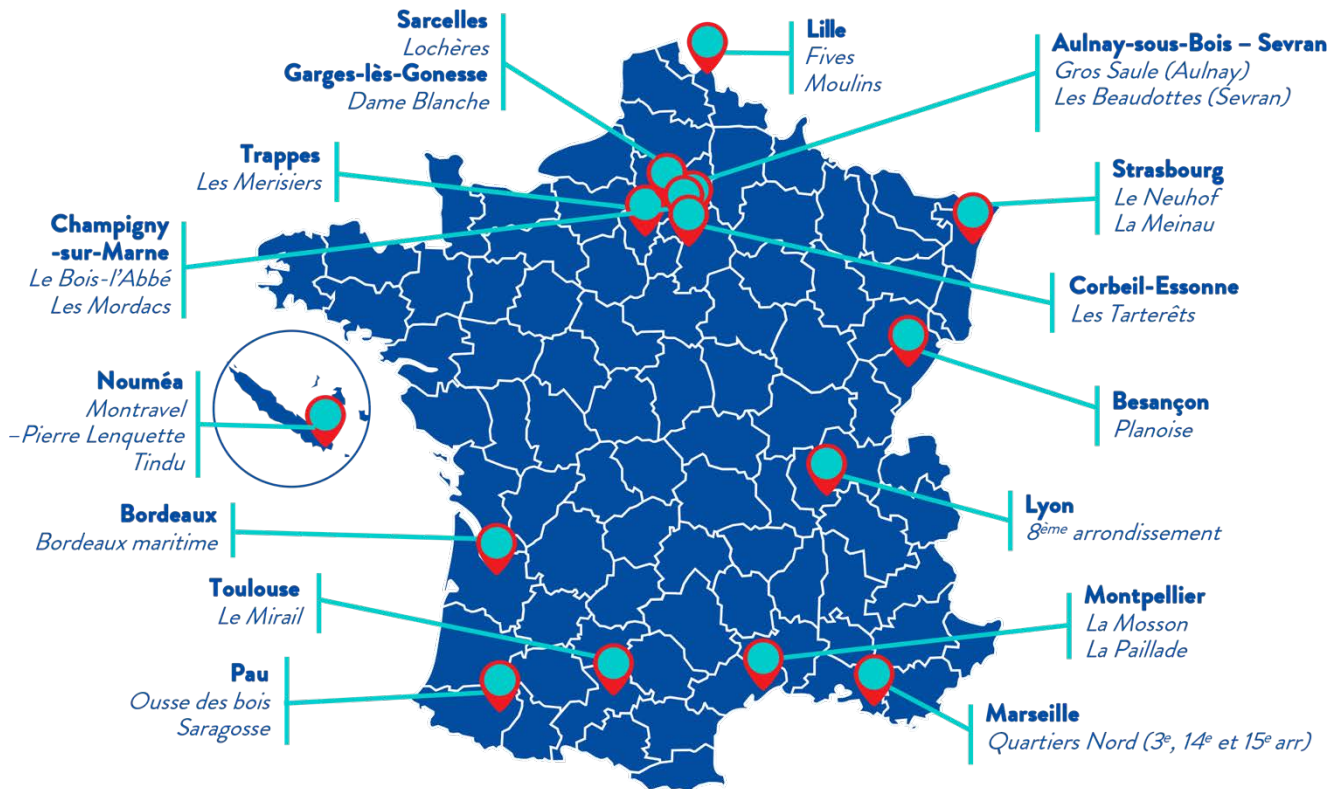 Sarcelles
Lochères
Garges-lès-Gonesse
Dame Blanche
Lille
Fives
Moulins
Aulnay-sous-Bois – Sevran
Gros Saule (Aulnay)
Les Beaudottes (Sevran)
Trappes
Les Merisiers
Strasbourg
Le Neuhof
La Meinau
Champigny
-sur-Marne
Le Bois-l'Abbé
Les Mordacs
Corbeil-Essonne
Les Tarterêts
Nouméa
Montravel
–Pierre Lenquette
Tindu
Besançon
Planoise
Bordeaux
Bordeaux maritime
Lyon
8ème arrondissement
Toulouse
Le Mirail
Montpellier
La Mosson
La Paillade
Pau
Ousse des bois
Saragosse
Marseille
Quartiers Nord (3e, 14e et 15e arr)